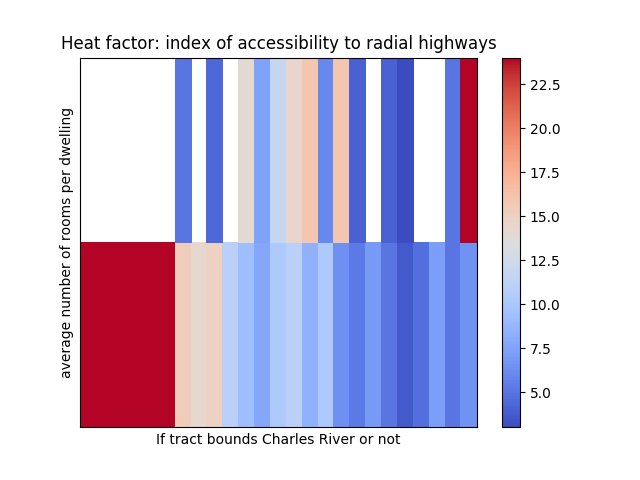 Heat factor: index of accessibility to radial highways
average number of rooms per dwelling
If tract bounds Charles River or not
22.5
20.0
17.5
15.0
12.5
10.0
7.5
5.0